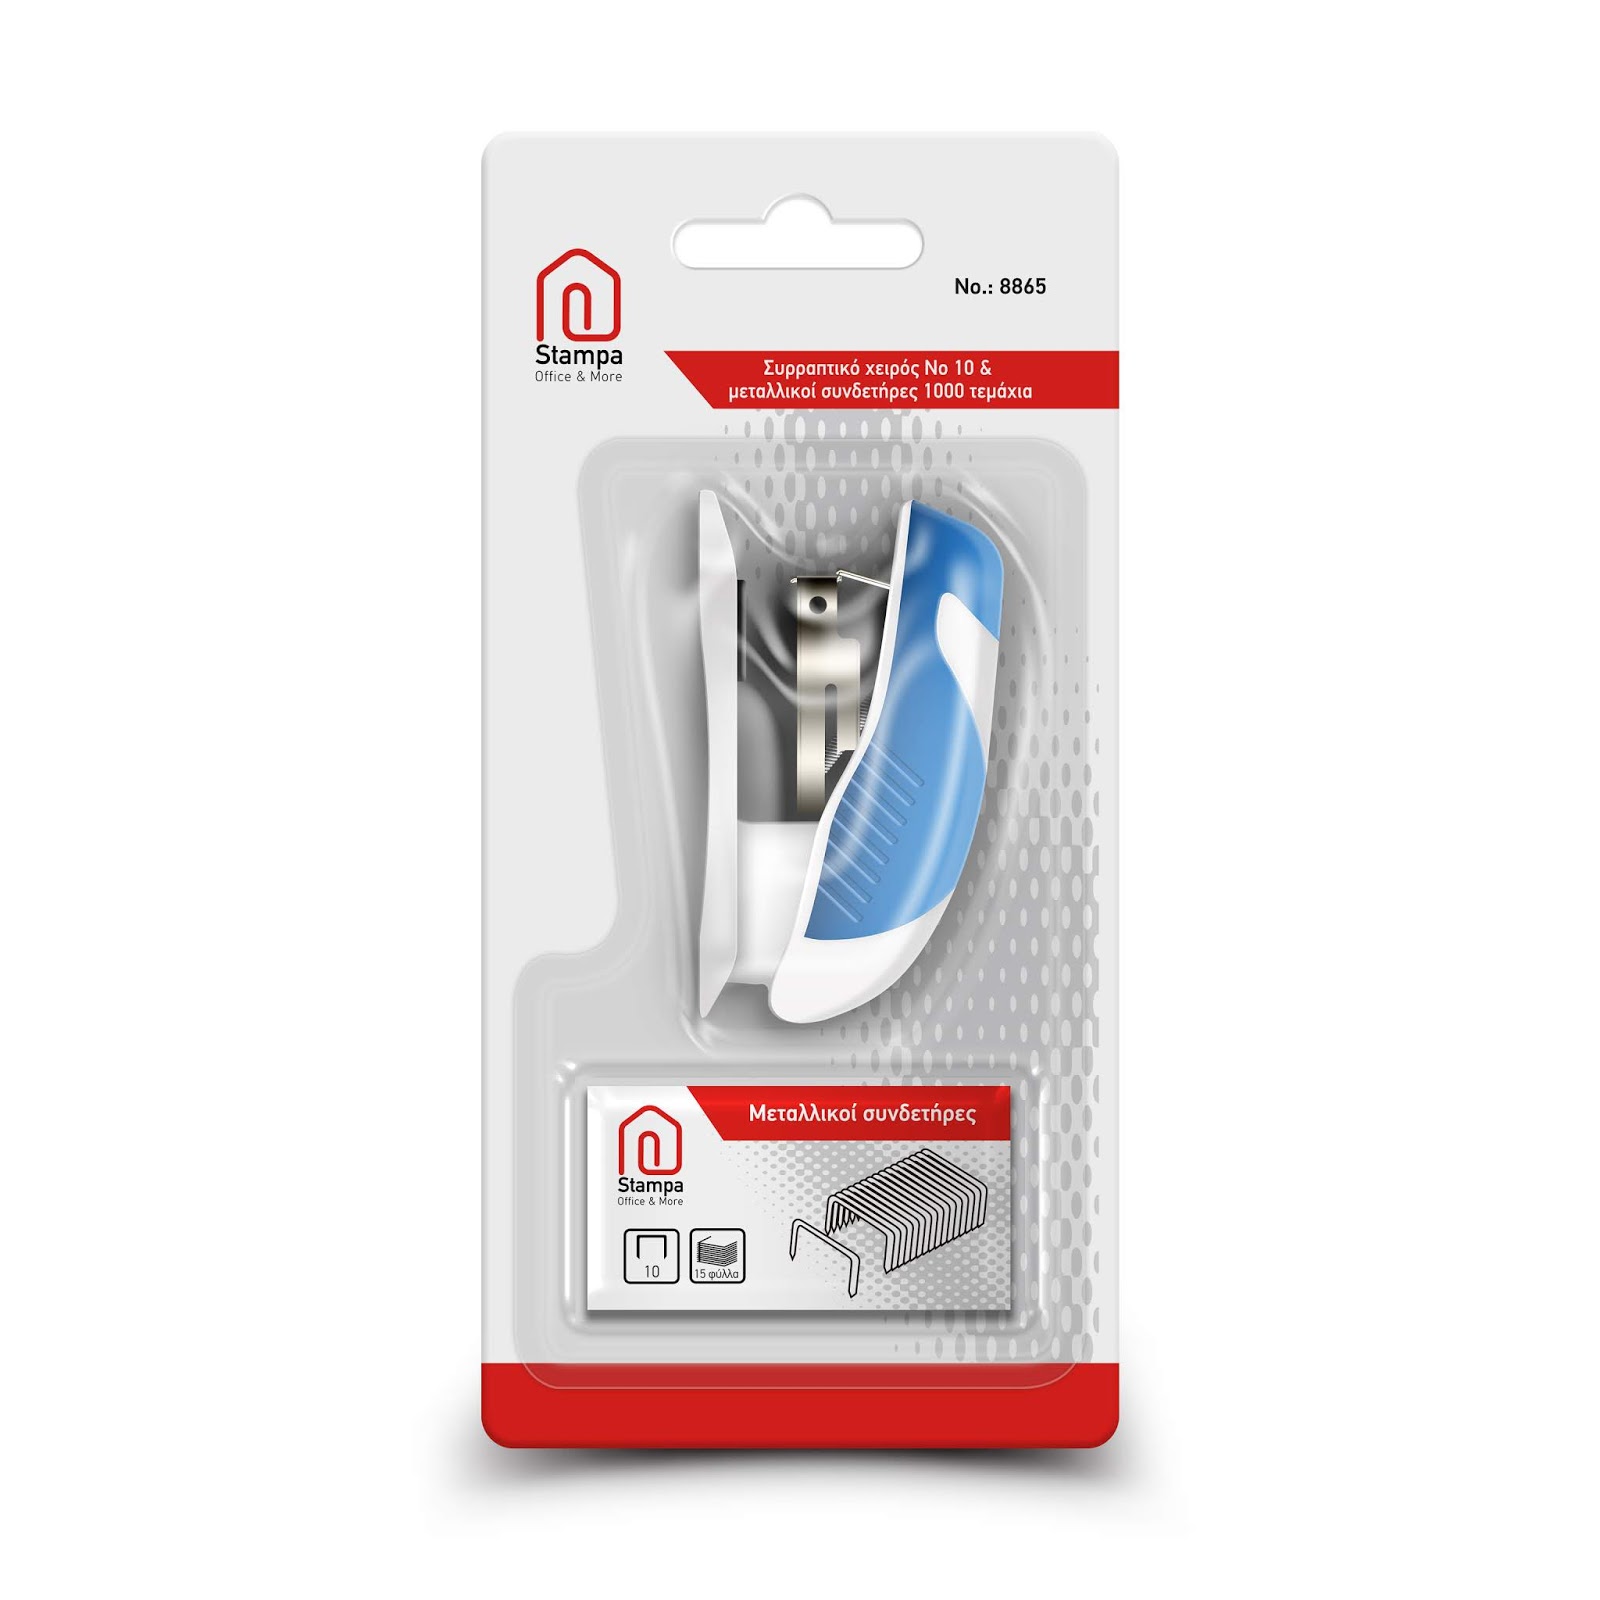 Stampa
Office & More
No.: 8865
Συρραπτικό χειρός Νο 10 &
μεταλλικοί συνδετήρες 1000 τεμάχια
Μεταλλικοί συνδετήρες
Stampa
Office & More
10
15 φύλλα